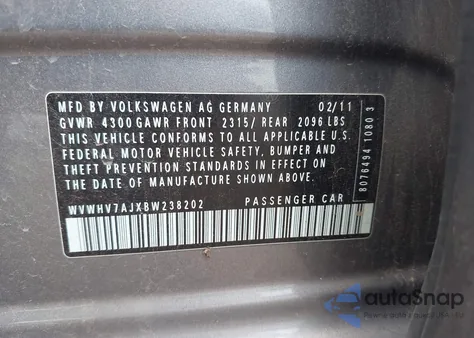 MFD BY VOLKSWAGEN AG GERMANY 02/11
GVWR 4300 GAWR FRONT 2315/ REAR 2096 LBS
THIS VEHICLE CONFORMS TO ALL APPLICABLE U.S.
FEDERAL MOTOR VEHICLE SAFETY, BUMPER AND
THEFT PREVENTION STANDARDS IN EFFECT ON
THE DATE OF MANUFACTURE SHOWN ABOVE.
WVWHV7AJXBW238202 PASSENGER CAR
8076494 1080 3
autoSnap